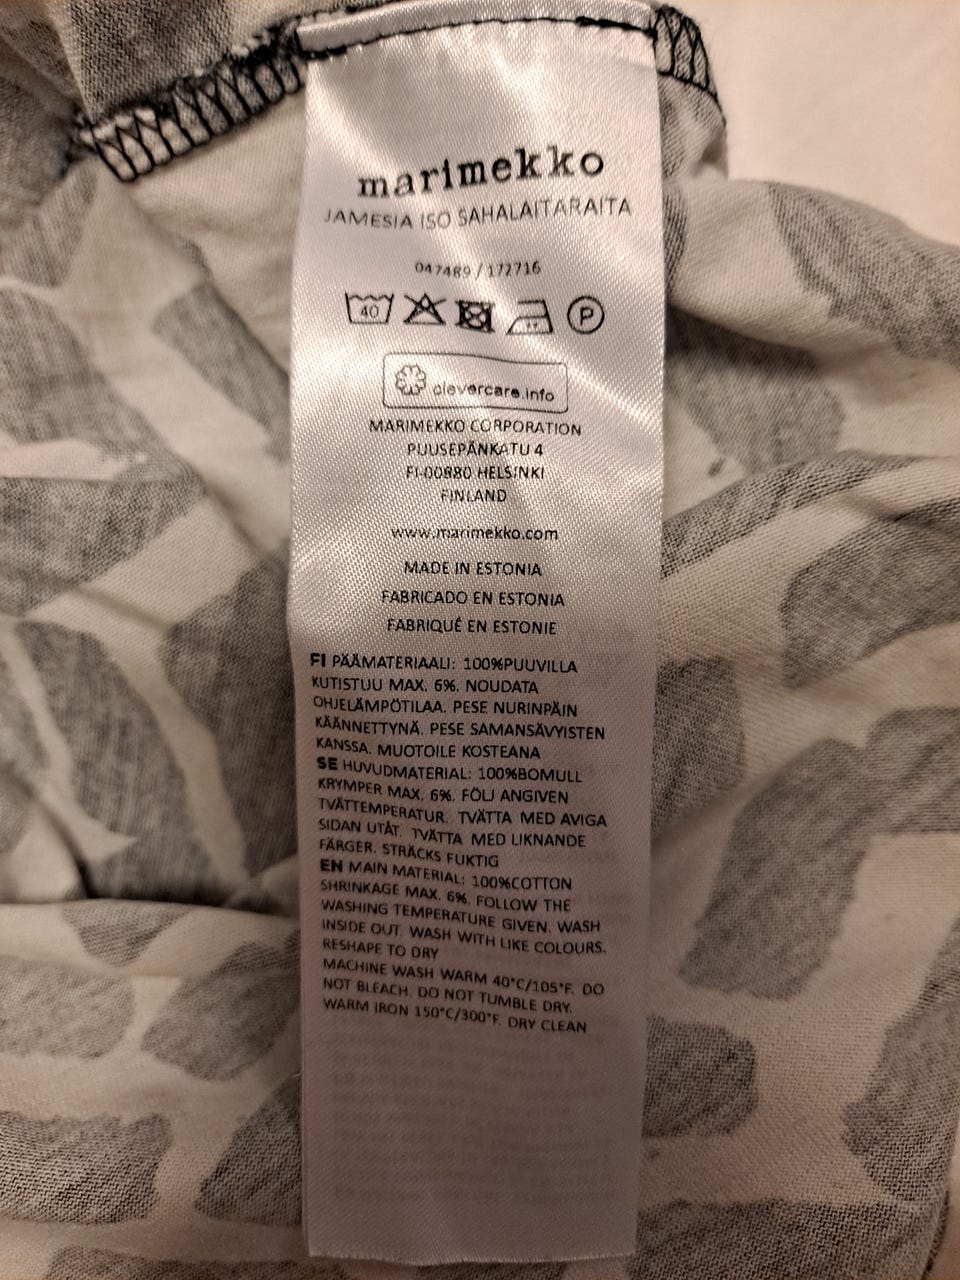 marimekko
JAMESIA ISO SAHALAITARAITA
047489 / 172716
40 P
clevercare.info
MARIMEKKO CORPORATION
PUUSEPÄNKATU 4
FI-00880 HELSINKI
FINLAND
www.marimekko.com
MADE IN ESTONIA
FABRICADO EN ESTONIA
FABRIQUÉ EN ESTONIE
FI PÄÄMATERIAALI: 100%PUUVILLA
KUTISTUU MAX. 6%. NOUDATA
OHJELÄMPÖTILAA. PESE NURINPÄIN
KÄÄNNETTYNÄ. PESE SAMANSÄVYISTEN
KANSSA. MUOTOILE KOSTEANA
SE HUVUDMATERIAL: 100%BOMULL
KRYMPER MAX. 6%. FÖLJ ANGIVEN
TVÄTTEMPERATUR. TVÄTTA MED AVIGA
SIDAN UTÅT. TVÄTTA MED LIKNANDE
FÄRGER. STRÄCKS FUKTIG
EN MAIN MATERIAL: 100%COTTON
SHRINKAGE MAX. 6%. FOLLOW THE
WASHING TEMPERATURE GIVEN. WASH
INSIDE OUT. WASH WITH LIKE COLOURS.
RESHAPE TO DRY
MACHINE WASH WARM 40°C/105°F. DO
NOT BLEACH. DO NOT TUMBLE DRY.
WARM IRON 150°C/300°F. DRY CLEAN